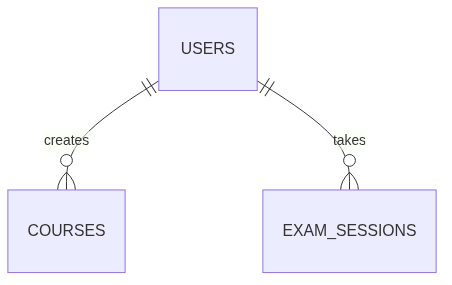 USERS
creates
takes
COURSES
EXAM_SESSIONS